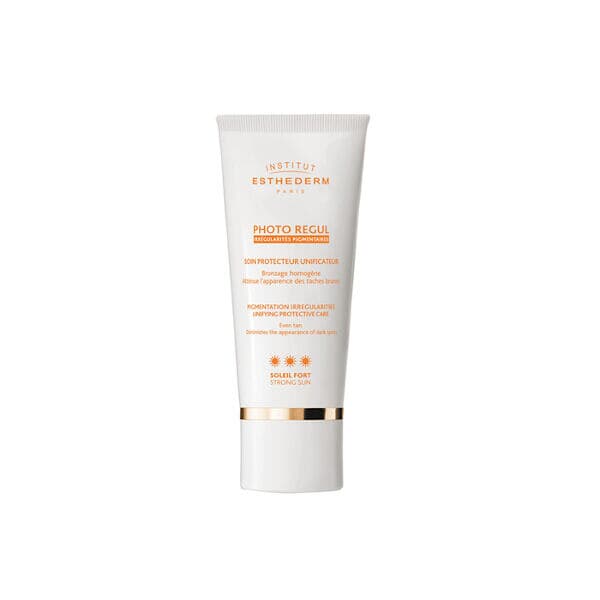 INSTITUT
ESTHEDERM
PARIS
PHOTO REGUL
IRRÉGULARITÉS PIGMENTAIRES
SOIN PROTECTEUR UNIFICATEUR
Bronzage homogène
Atténue l'apparence des taches brunes
PIGMENTATION IRREGULARITIES
UNIFYING PROTECTIVE CARE
Even tan
Diminishes the appearance of dark spots
SOLEIL FORT
STRONG SUN